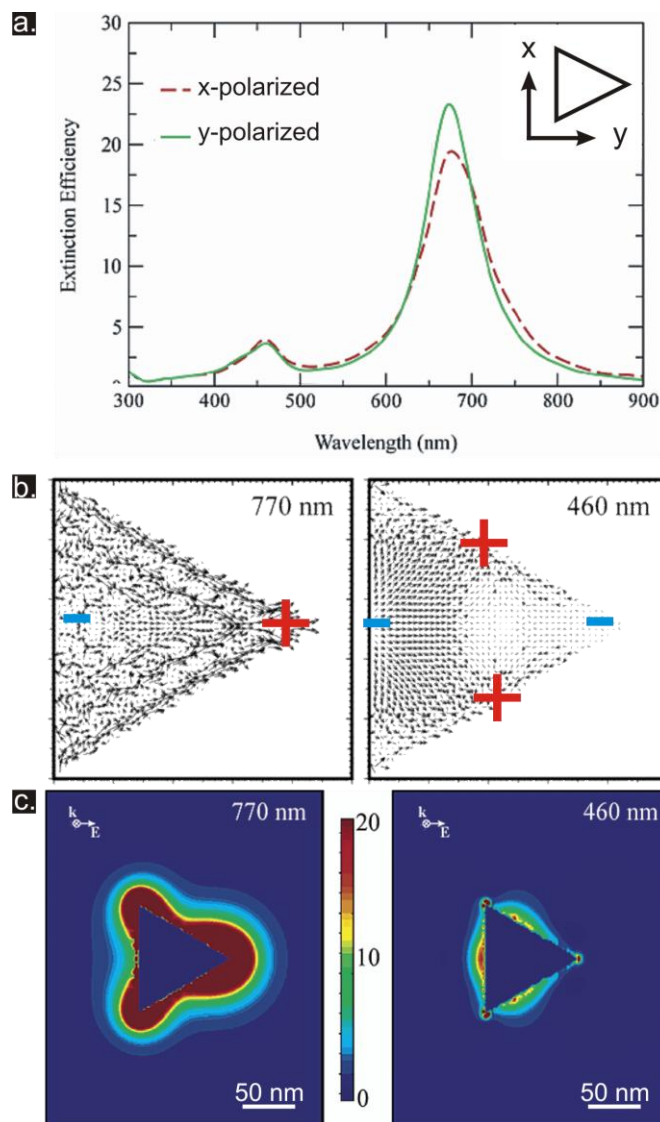 a.
30
25
20
15
10
5
Extinction Efficiency
x-polarized
y-polarized
x
y
300 400 500 600 700 800 900
Wavelength (nm)
b.
770 nm
460 nm
c.
k
E
770 nm
20
10
0
k
E
460 nm
50 nm
50 nm